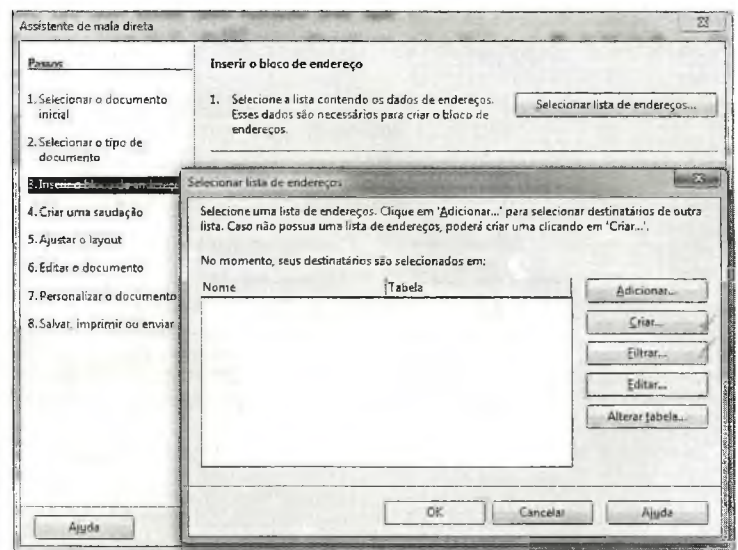 Assistente de mala direta
Passos
1. Selecionar o documento
inicial
2. Selecionar o tipo de
documento
3. Inserir o bloco de endereço
4. Criar uma saudação
5. Ajustar o layout
6. Editar o documento
7. Personalizar o documento
8. Salvar, imprimir ou enviar
Ajuda
Inserir o bloco de endereço
1. Selecione a lista contendo os dados de endereços.
Esses dados são necessários para criar o bloco de
endereços.
Selecionar lista de endereços...
Selecionar lista de endereços
Selecione uma lista de endereços. Clique em 'Adicionar...' para selecionar destinatários de outra
lista. Caso não possua uma lista de endereços, poderá criar uma clicando em 'Criar...'.
No momento, seus destinatários são selecionados em:
Nome Tabela
Adicionar...
Criar...
Filtrar...
Editar...
Alterar tabela...
OK Cancelar Ajuda